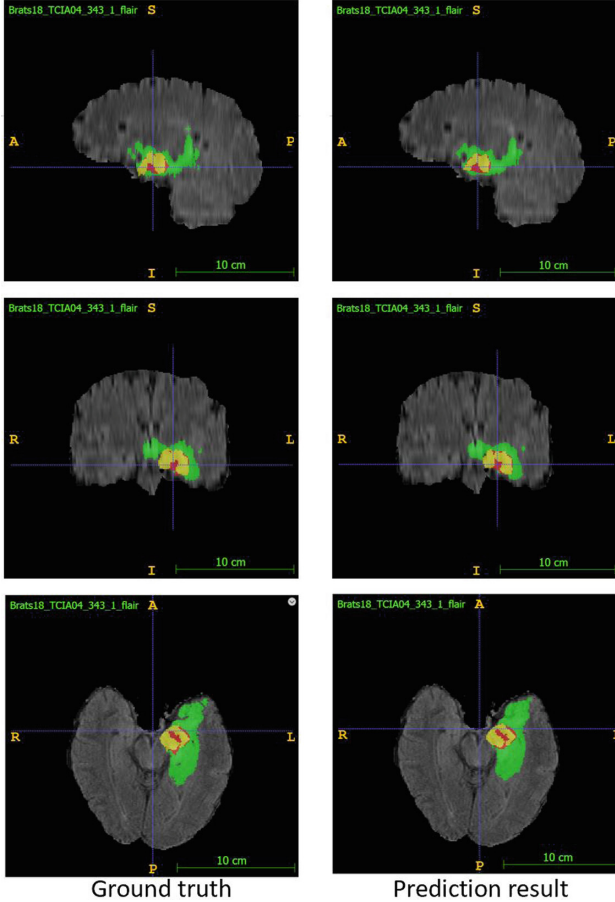 Brats18_TCIA04_343_1_flair S
A P
I 10 cm
Brats18_TCIA04_343_1_flair S
A P
I 10 cm
Brats18_TCIA04_343_1_flair S
R L
I 10 cm
Brats18_TCIA04_343_1_flair S
R L
I 10 cm
Brats18_TCIA04_343_1_flair A
R L
P 10 cm
Brats18_TCIA04_343_1_flair A
R L
P 10 cm
Ground truth
Prediction result